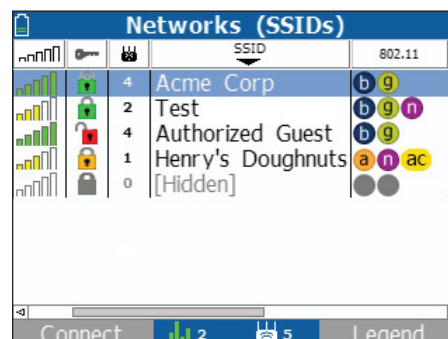 Networks (SSIDs)
SSID 802.11
4 Acme Corp b g
2 Test b g n
4 Authorized Guest b g
1 Henry's Doughnuts a n ac
0 [Hidden]
Connect 2 5 Legend